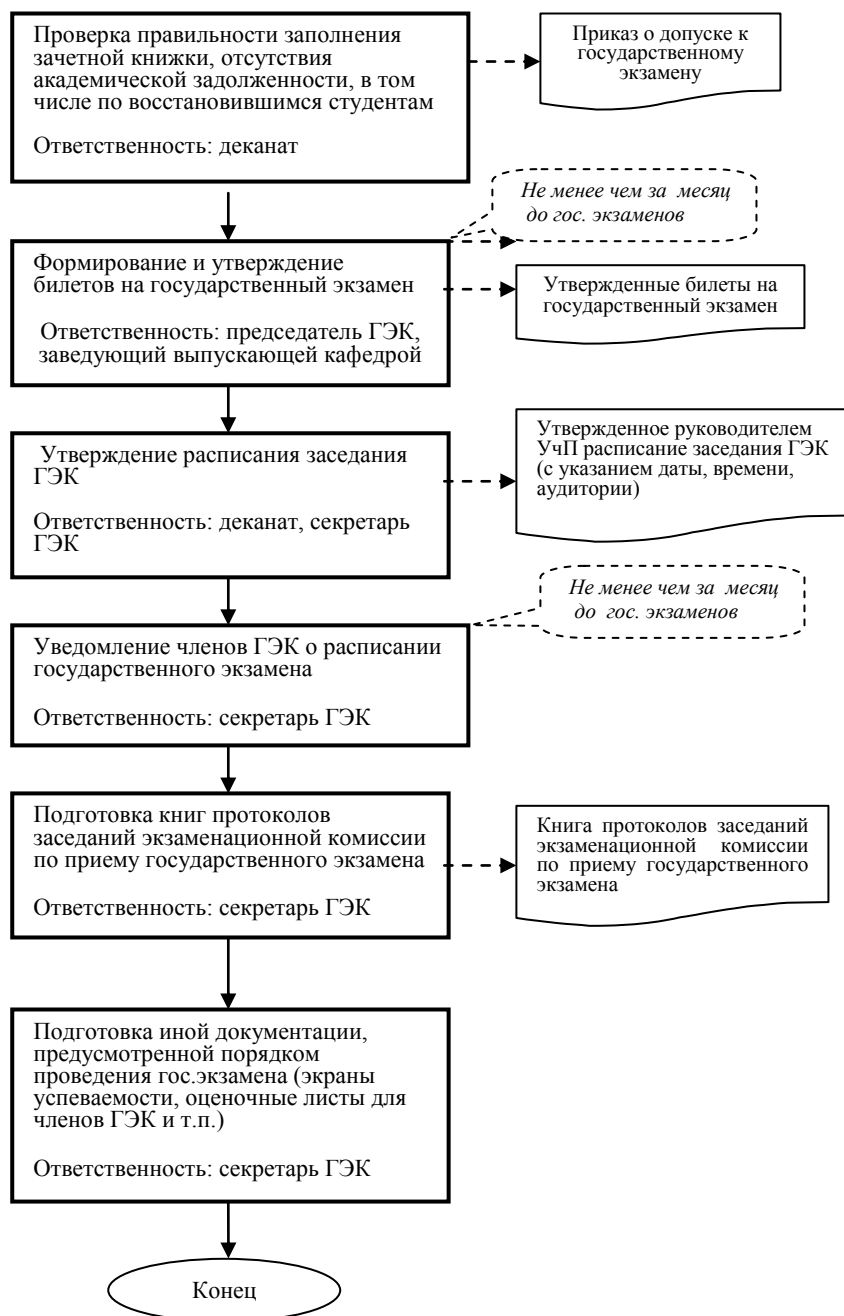 Проверка правильности заполнения
зачетной книжки, отсутствия
академической задолженности, в том
числе по восстановившимся студентам
Ответственность: деканат
Приказ о допуске к
государственному
экзамену
Не менее чем за месяц
до гос. экзаменов
Формирование и утверждение
билетов на государственный экзамен
Ответственность: председатель ГЭК,
заведующий выпускающей кафедрой
Утвержденные билеты на
государственный экзамен
Утверждение расписания заседания
ГЭК
Ответственность: деканат, секретарь
ГЭК
Утвержденное руководителем
УчП расписание заседания ГЭК
(с указанием даты, времени,
аудитории)
Не менее чем за месяц
до гос. экзаменов
Уведомление членов ГЭК о расписании
государственного экзамена
Ответственность: секретарь ГЭК
Подготовка книг протоколов
заседаний экзаменационной комиссии
по приему государственного экзамена
Ответственность: секретарь ГЭК
Книга протоколов заседаний
экзаменационной комиссии
по приему государственного
экзамена
Подготовка иной документации,
предусмотренной порядком
проведения гос.экзамена (экраны
успеваемости, оценочные листы для
членов ГЭК и т.п.)
Ответственность: секретарь ГЭК
Конец